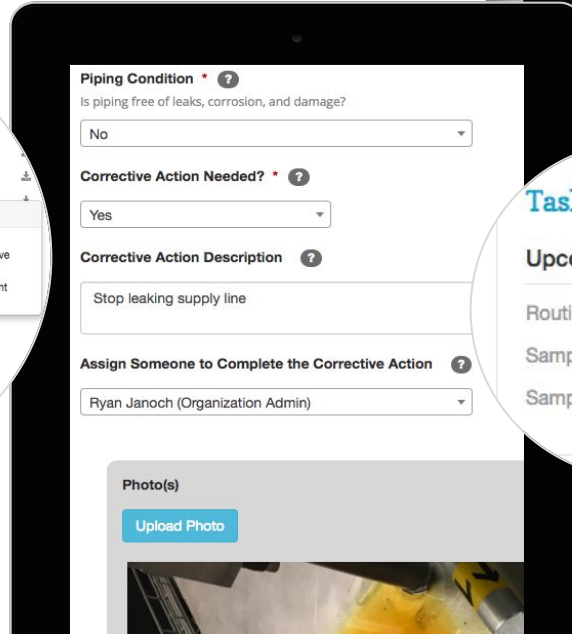 Piping Condition * ?
Is piping free of leaks, corrosion, and damage?
No
Corrective Action Needed? * ?
Yes
Corrective Action Description ?
Stop leaking supply line
Assign Someone to Complete the Corrective Action ?
Ryan Janoch (Organization Admin)
Photo(s)
Upload Photo